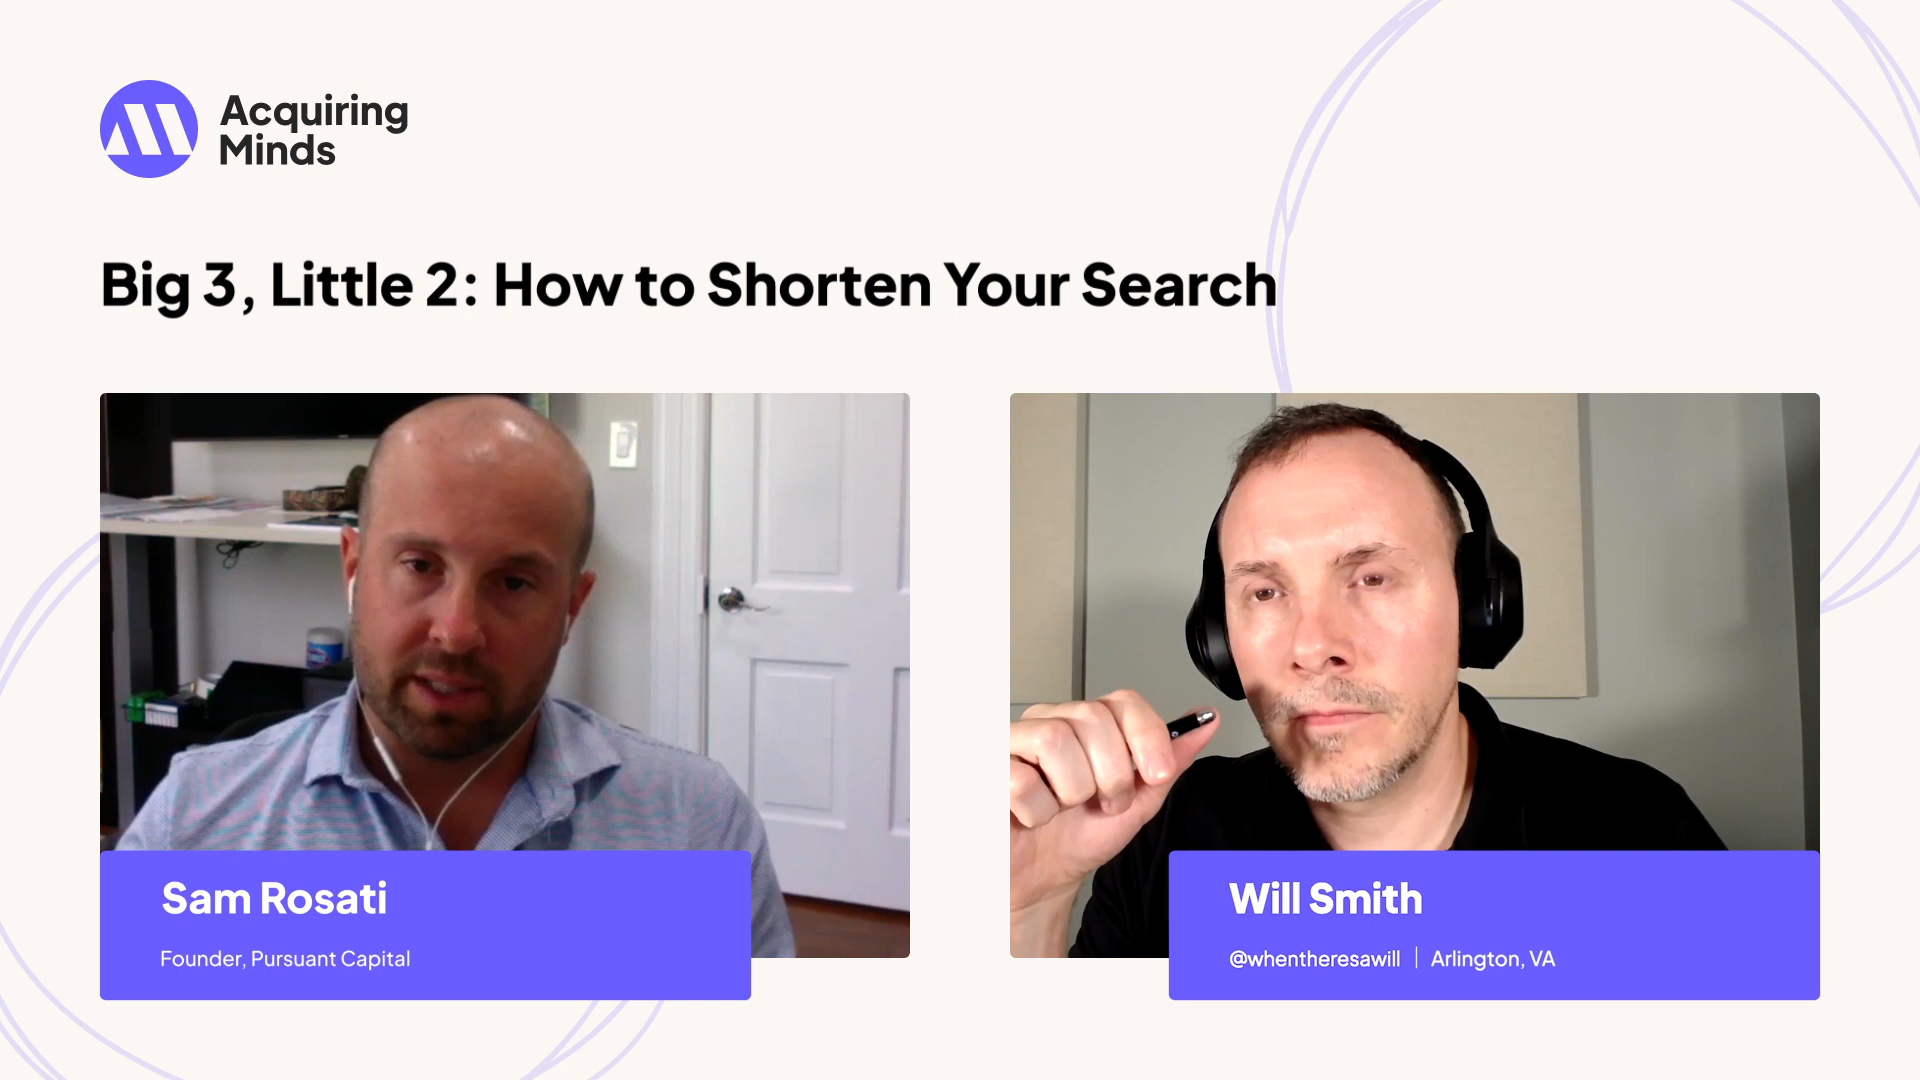 Acquiring
Minds
Big 3, Little 2: How to Shorten Your Search
Sam Rosati
Founder, Pursuant Capital
Will Smith
@whentheresawill | Arlington, VA